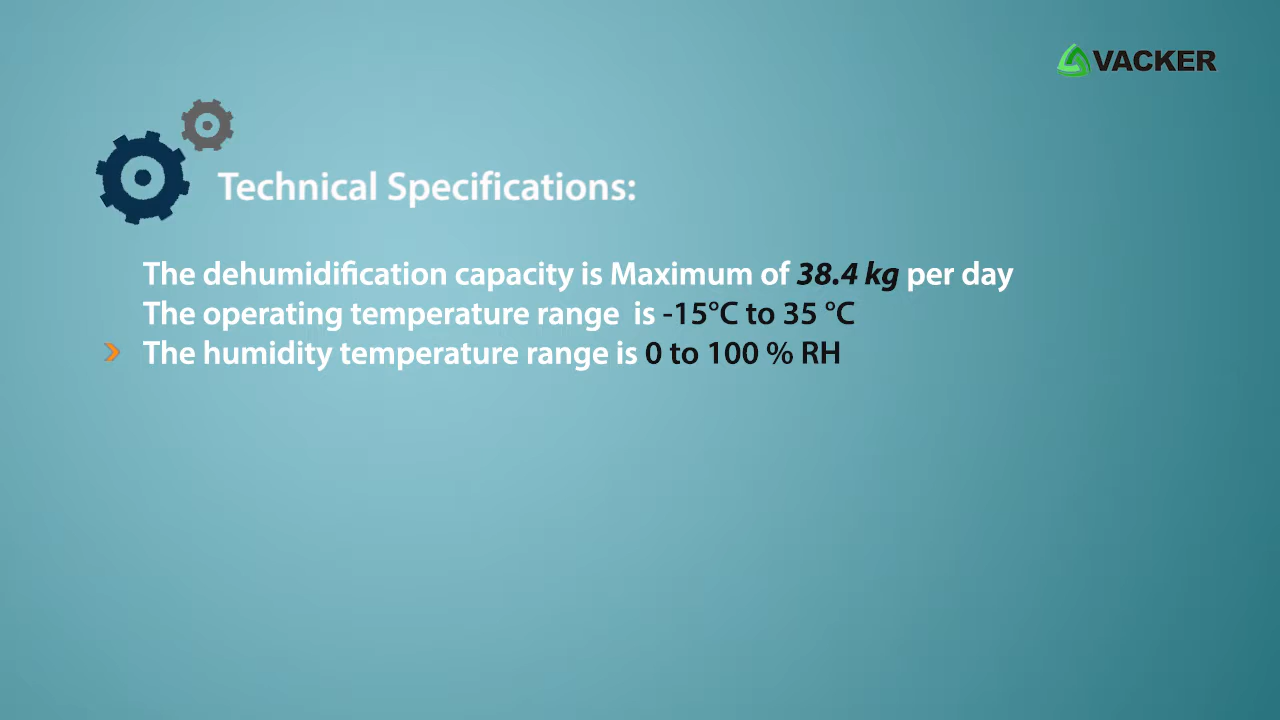 VACKER
Technical Specifications:
The dehumidification capacity is Maximum of 38.4 kg per day
The operating temperature range  is -15°C to 35 °C
The humidity temperature range is 0 to 100 % RH